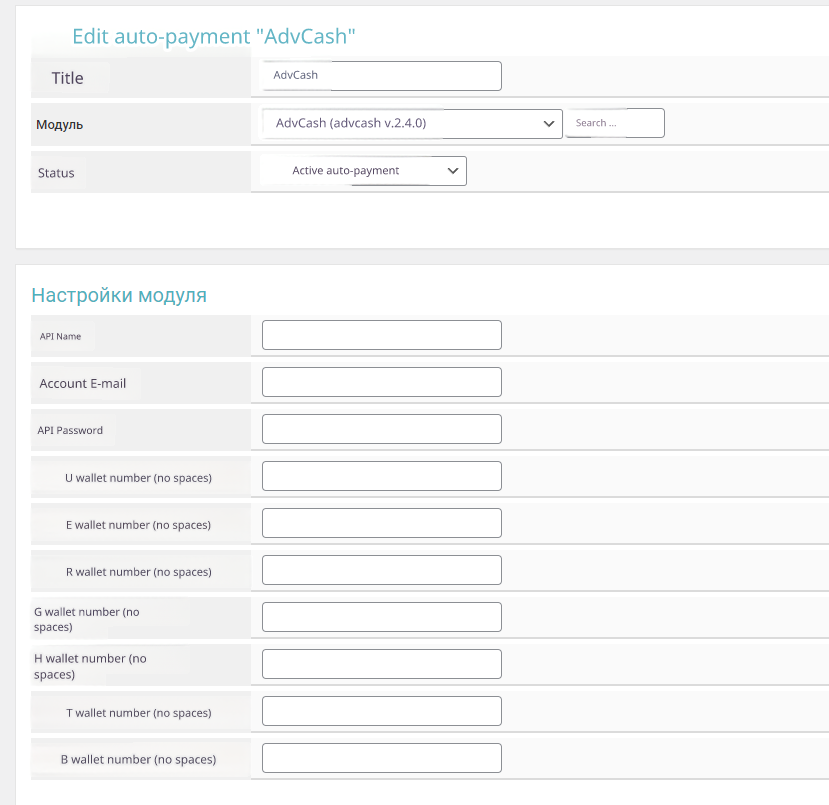 Edit auto-payment "AdvCash"
Title
AdvCash
Модуль
AdvCash (advcash v.2.4.0)
Search ...
Status
Active auto-payment
Настройки модуля
API Name
Account E-mail
API Password
U wallet number (no spaces)
E wallet number (no spaces)
R wallet number (no spaces)
G wallet number (no
spaces)
H wallet number (no
spaces)
T wallet number (no spaces)
B wallet number (no spaces)